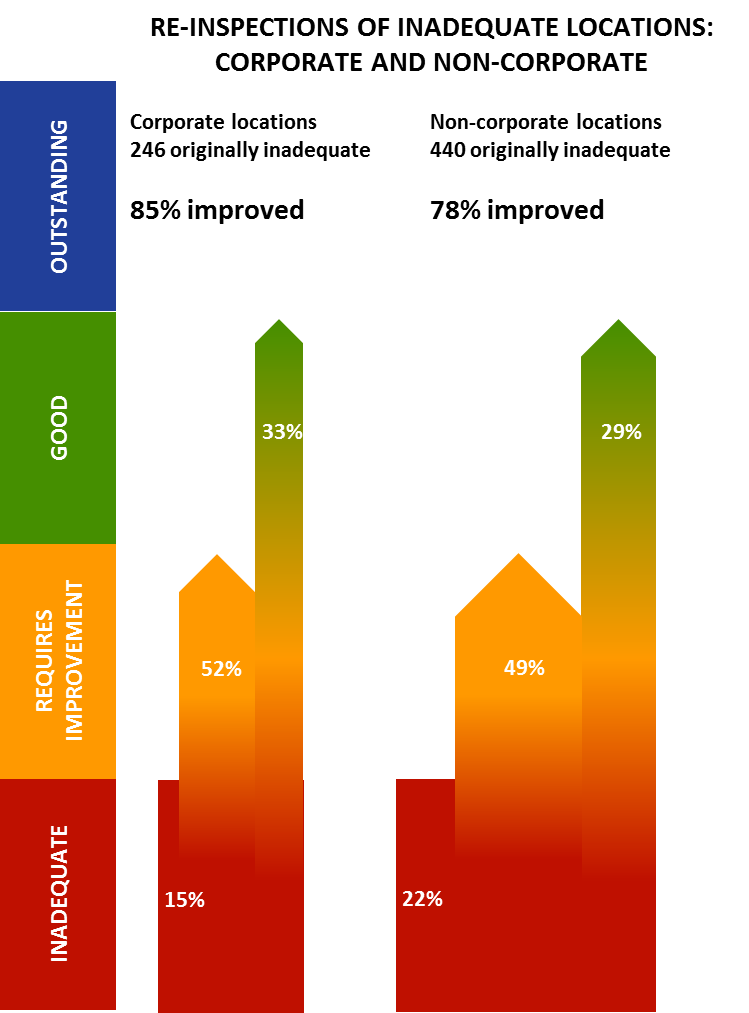 RE-INSPECTIONS OF INADEQUATE LOCATIONS:
CORPORATE AND NON-CORPORATE
OUTSTANDING
Corporate locations
246 originally inadequate
85% improved
Non-corporate locations
440 originally inadequate
78% improved
GOOD
33%
29%
REQUIRES
IMPROVEMENT
52%
49%
INADEQUATE
15%
22%